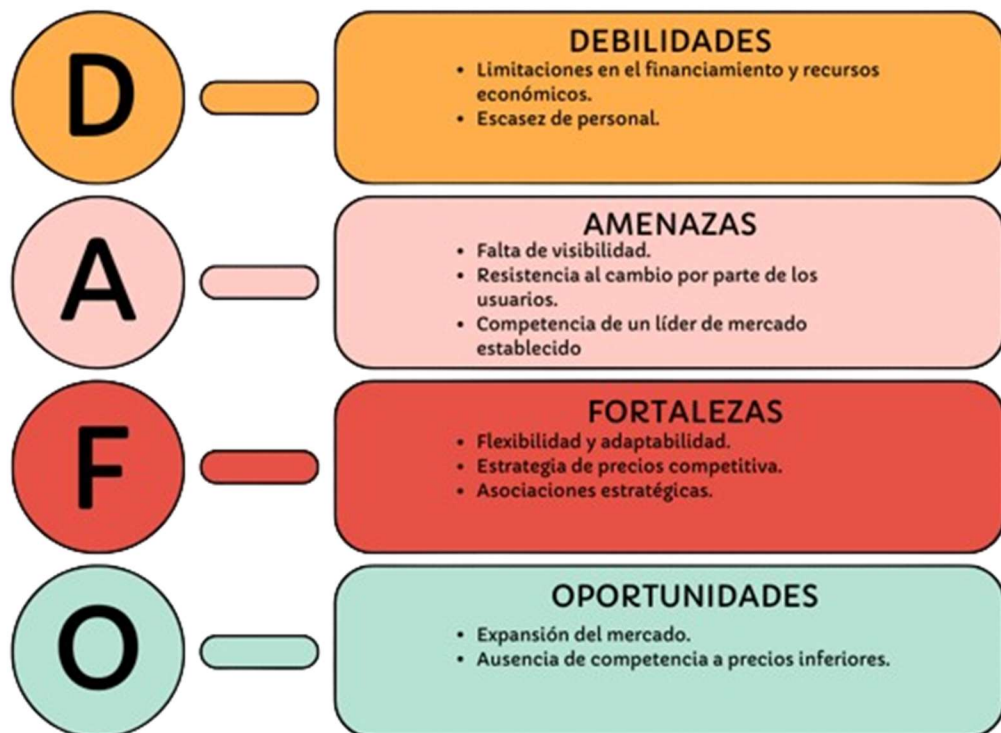 D
DEBILIDADES
• Limitaciones en el financiamiento y recursos
económicos.
• Escasez de personal.
A
AMENAZAS
• Falta de visibilidad.
• Resistencia al cambio por parte de los
usuarios.
• Competencia de un líder de mercado
establecido
F
FORTALEZAS
• Flexibilidad y adaptabilidad.
• Estrategia de precios competitiva.
• Asociaciones estratégicas.
O
OPORTUNIDADES
• Expansión del mercado.
• Ausencia de competencia a precios inferiores.